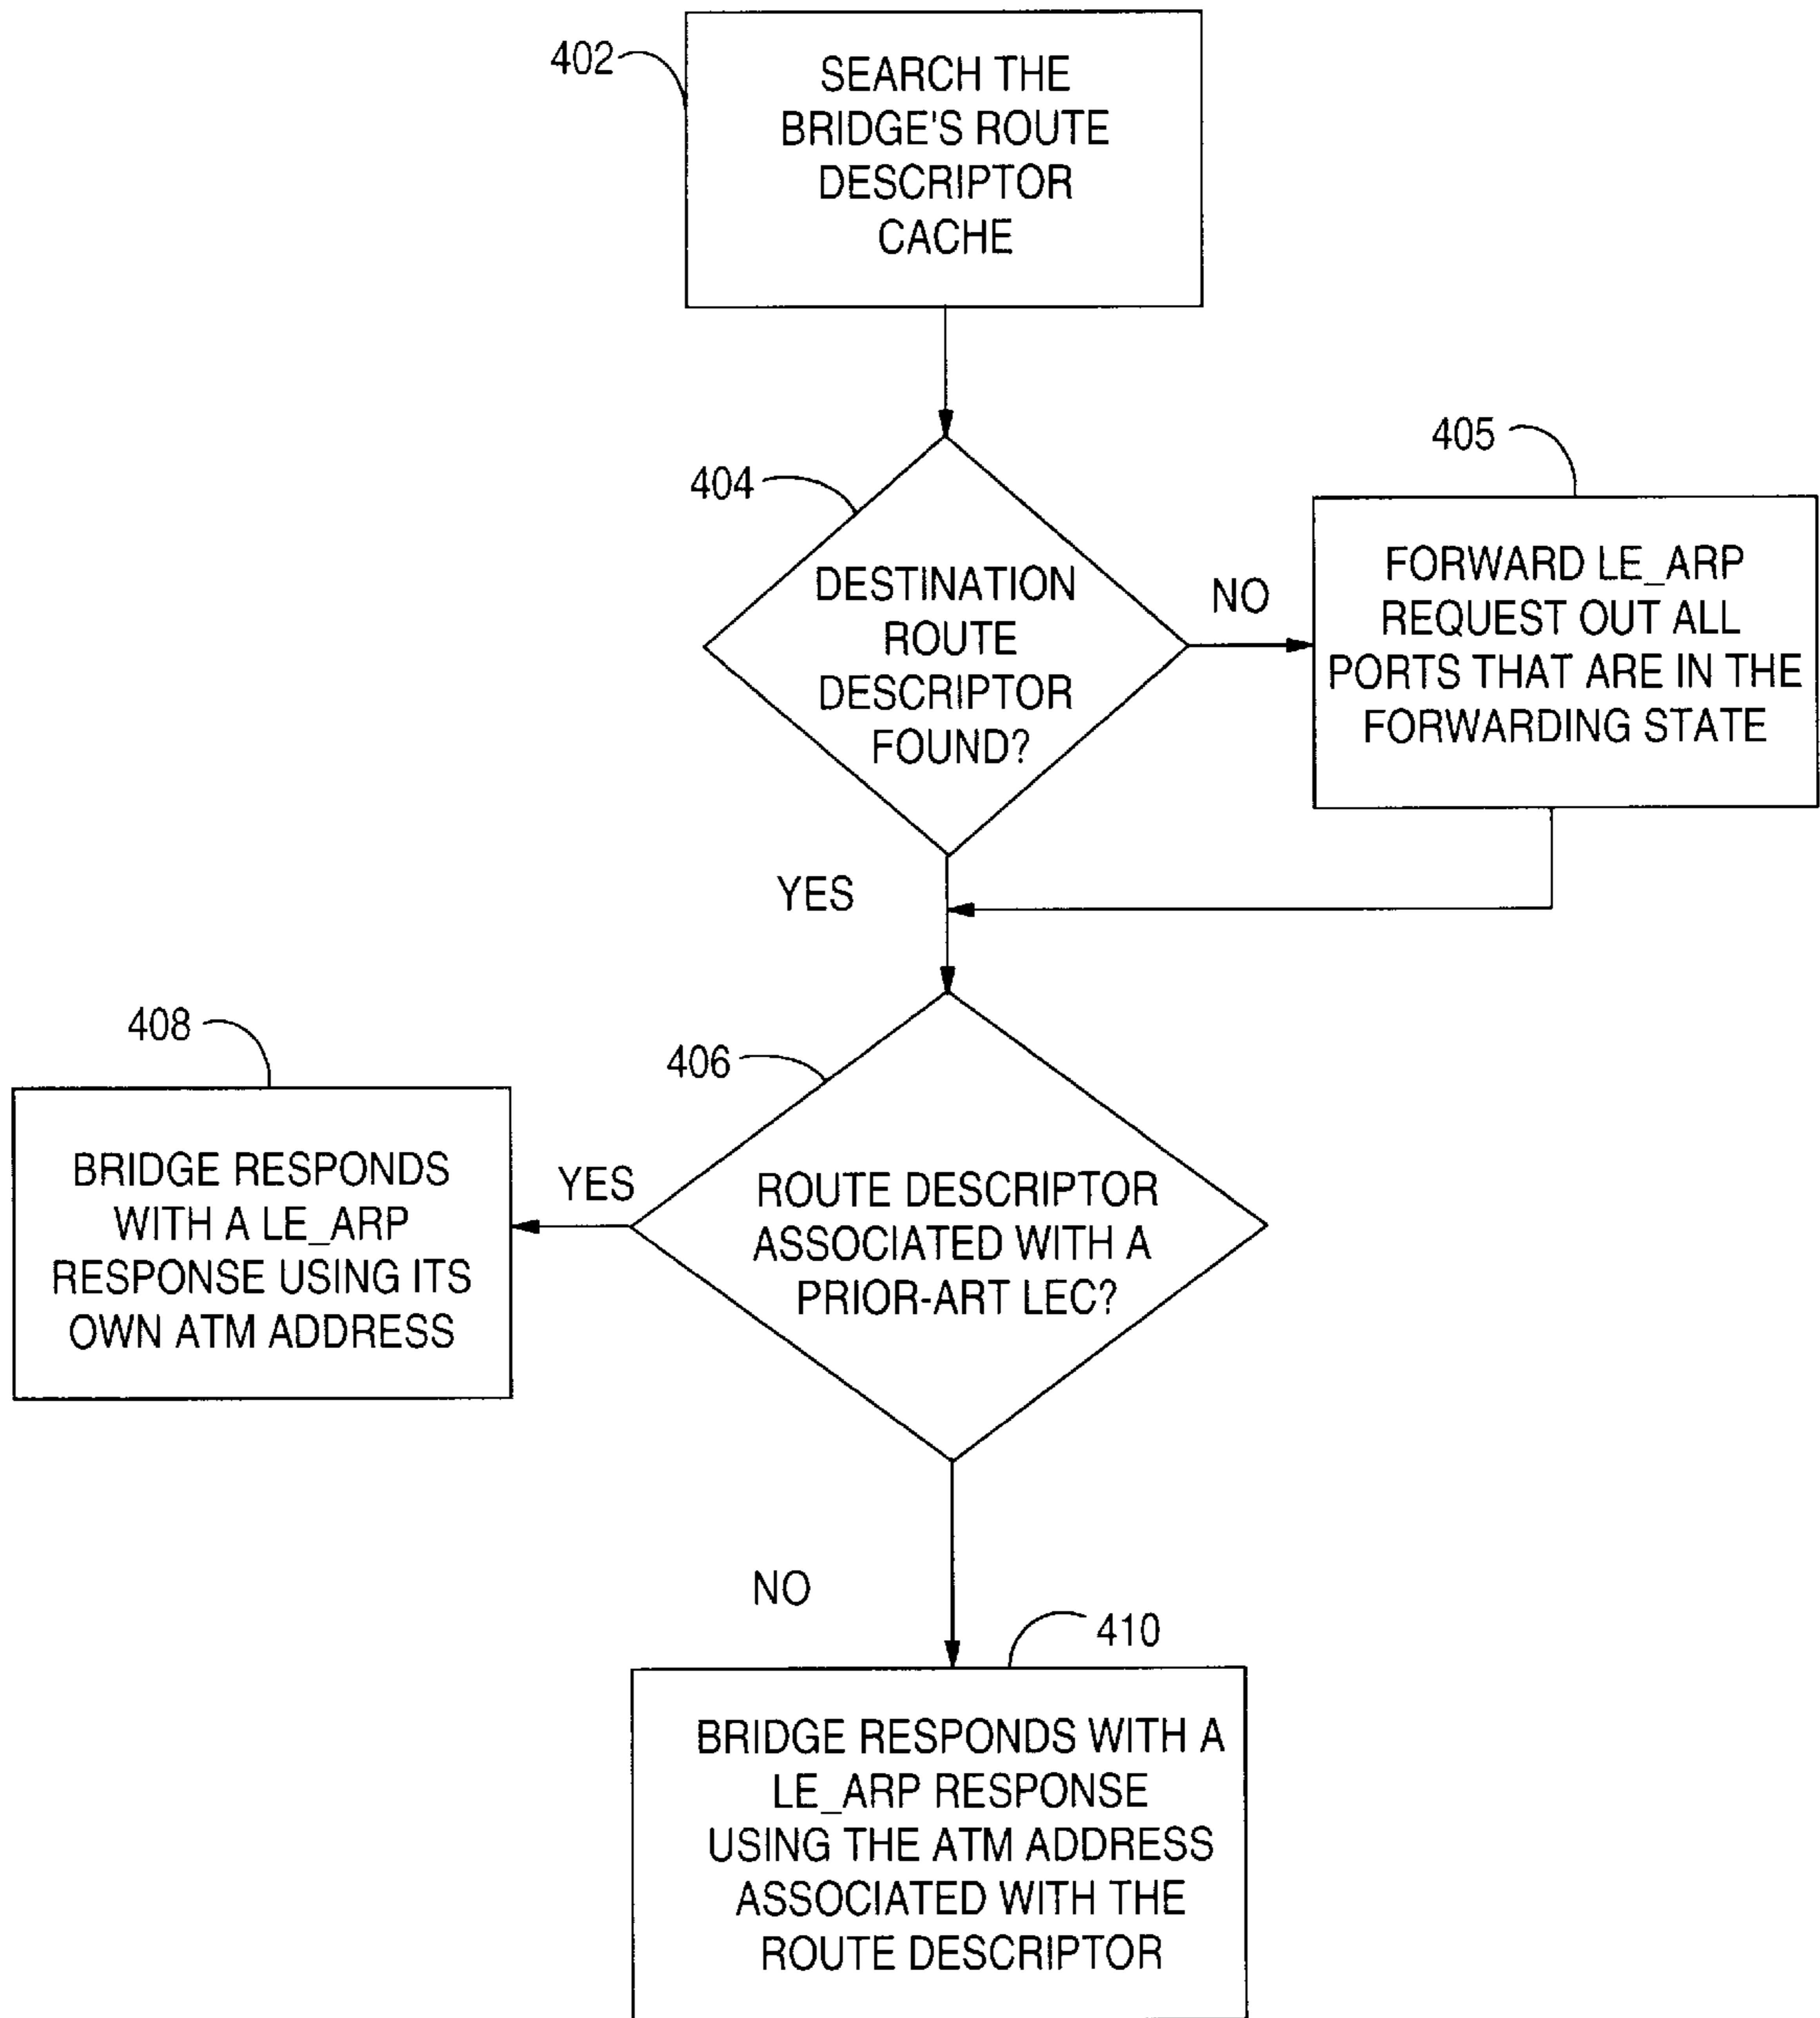 402
SEARCH THE
BRIDGE'S ROUTE
DESCRIPTOR
CACHE
404
DESTINATION
ROUTE
DESCRIPTOR
FOUND?
NO
405
FORWARD LE_ARP
REQUEST OUT ALL
PORTS THAT ARE IN THE
FORWARDING STATE
YES
406
ROUTE DESCRIPTOR
ASSOCIATED WITH A
PRIOR-ART LEC?
YES
408
BRIDGE RESPONDS
WITH A LE_ARP
RESPONSE USING ITS
OWN ATM ADDRESS
NO
410
BRIDGE RESPONDS WITH A
LE_ARP RESPONSE
USING THE ATM ADDRESS
ASSOCIATED WITH THE
ROUTE DESCRIPTOR